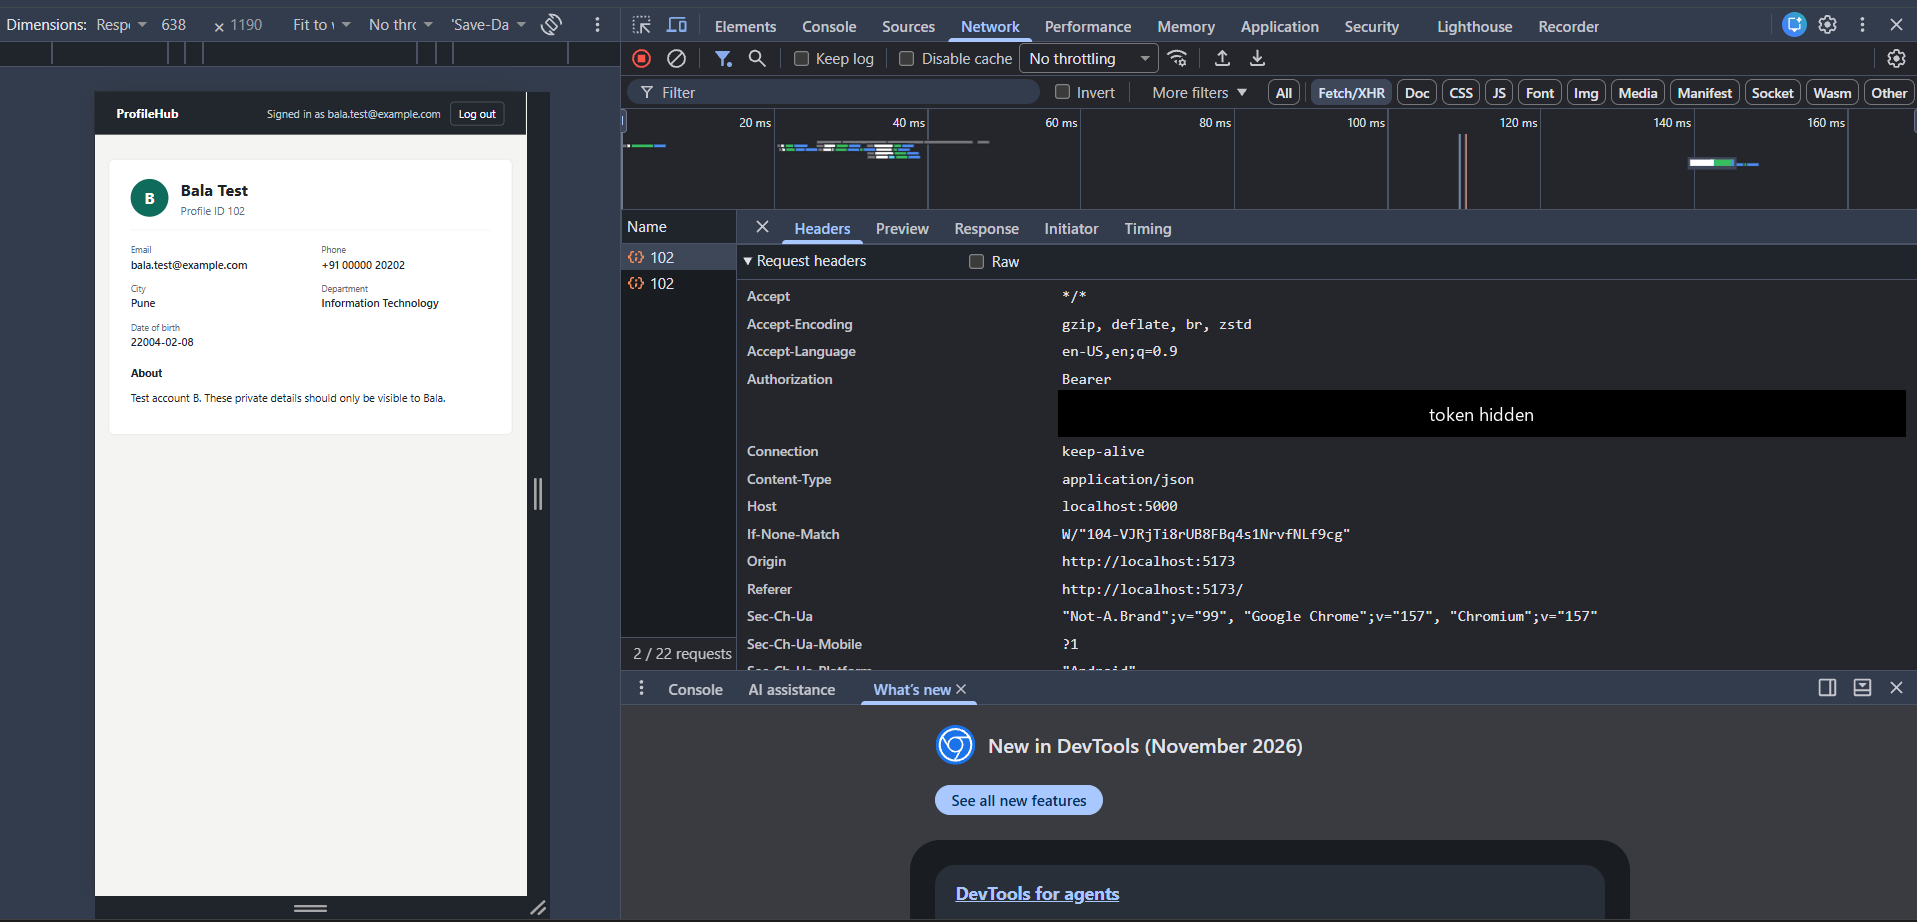 Dimensions: Resp 638 × 1190 Fit to No thr 'Save-Da
Elements Console Sources Network Performance Memory Application Security Lighthouse Recorder
Keep log Disable cache No throttling
Filter Invert More filters All Fetch/XHR Doc CSS JS Font Img Media Manifest Socket Wasm Other
20 ms 40 ms 60 ms 80 ms 100 ms 120 ms 140 ms 160 ms
ProfileHub Signed in as bala.test@example.com Log out
B Bala Test
Profile ID 102
Email Phone
bala.test@example.com +91 00000 20202
City Department
Pune Information Technology
Date of birth
22004-02-08
About
Test account B. These private details should only be visible to Bala.
Name
102
102
2 / 22 requests
Headers Preview Response Initiator Timing
Request headers Raw
Accept */*
Accept-Encoding gzip, deflate, br, zstd
Accept-Language en-US,en;q=0.9
Authorization Bearer
token hidden
Connection keep-alive
Content-Type application/json
Host localhost:5000
If-None-Match W/"104-VJRjTi8rUB8FBq4s1NrvfNLf9cg"
Origin http://localhost:5173
Referer http://localhost:5173/
Sec-Ch-Ua "Not-A.Brand";v="99", "Google Chrome";v="157", "Chromium";v="157"
Sec-Ch-Ua-Mobile ?1
Sec-Ch-Ua-Platform "Android"
Console AI assistance What's new
New in DevTools (November 2026)
See all new features
DevTools for agents